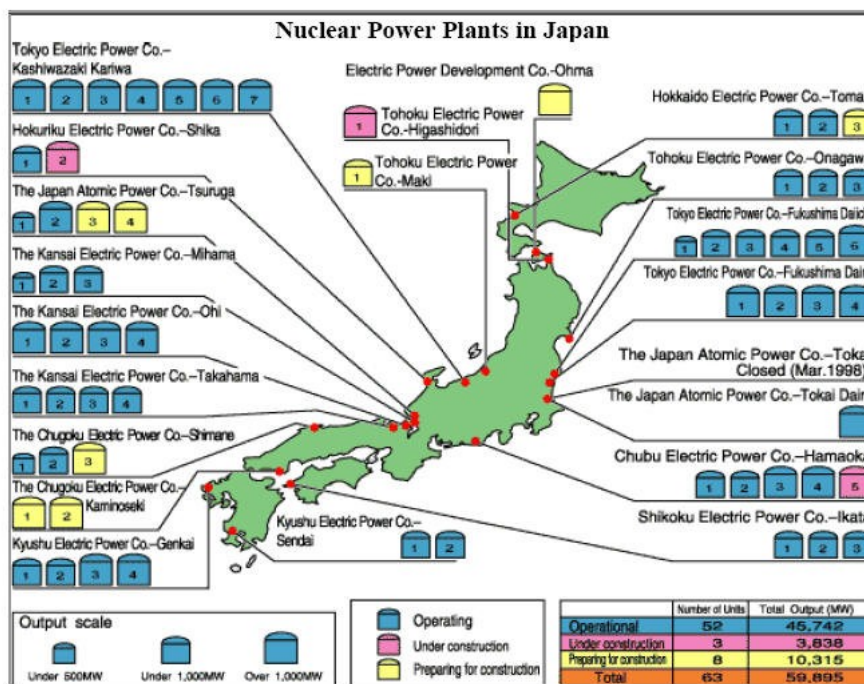 Nuclear Power Plants in Japan
Tokyo Electric Power Co.–
Kashiwazaki Kariwa
1 2 3 4 5 6 7
Hokuriku Electric Power Co.–Shika
1 2
The Japan Atomic Power Co.–Tsuruga
1 2 3 4
The Kansai Electric Power Co.–Mihama
1 2 3
The Kansai Electric Power Co.–Ohi
1 2 3 4
The Kansai Electric Power Co.–Takahama
1 2 3 4
The Chugoku Electric Power Co.–Shimane
1 2 3
The Chugoku Electric Power Co.–
Kaminoseki
1 2
Kyushu Electric Power Co.–Genkai
1 2 3 4
Electric Power Development Co.–Ohma
1
Tohoku Electric Power
Co.–Higashidori
1
Tohoku Electric Power
Co.–Maki
Kyushu Electric Power Co.–
Sendai
1 2
Hokkaido Electric Power Co.–Toma
1 2 3
Tohoku Electric Power Co.–Onagaw
1 2 3
Tokyo Electric Power Co.–Fukushima Daiic
1 2 3 4 5 6
Tokyo Electric Power Co.–Fukushima Dain
1 2 3 4
The Japan Atomic Power Co.–Toka
Closed (Mar.1998)
The Japan Atomic Power Co.–Tokai Dain
Chubu Electric Power Co.–Hamaoka
1 2 3 4 5
Shikoku Electric Power Co.–Ikata
1 2 3
Output scale
Under 500MW Under 1,000MW Over 1,000MW
Operating
Under construction
Preparing for construction
Number of Units Total Output (MW)
Operational 52 45,742
Under construction 3 3,838
Preparing for construction 8 10,315
Total 63 59,895